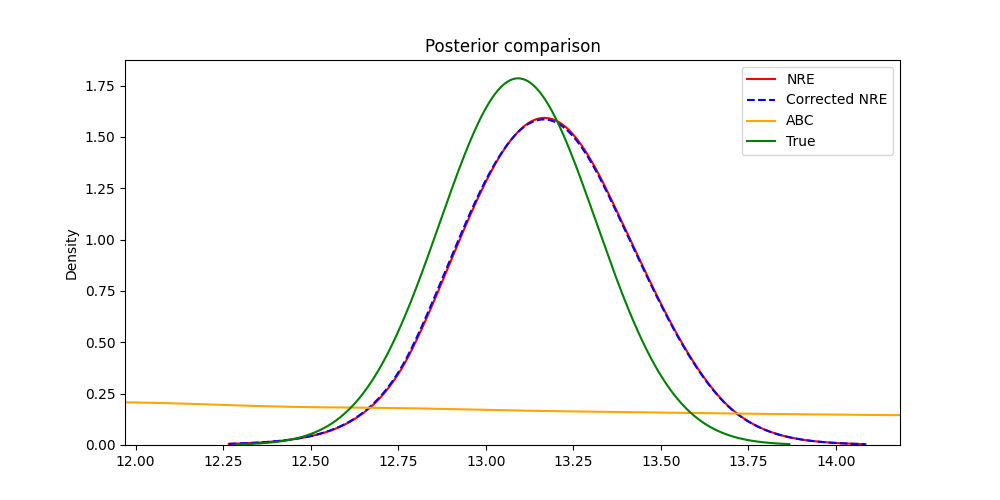 Posterior comparison
NRE
Corrected NRE
ABC
True
Density
1.75
1.50
1.25
1.00
0.75
0.50
0.25
0.00
12.00 12.25 12.50 12.75 13.00 13.25 13.50 13.75 14.00